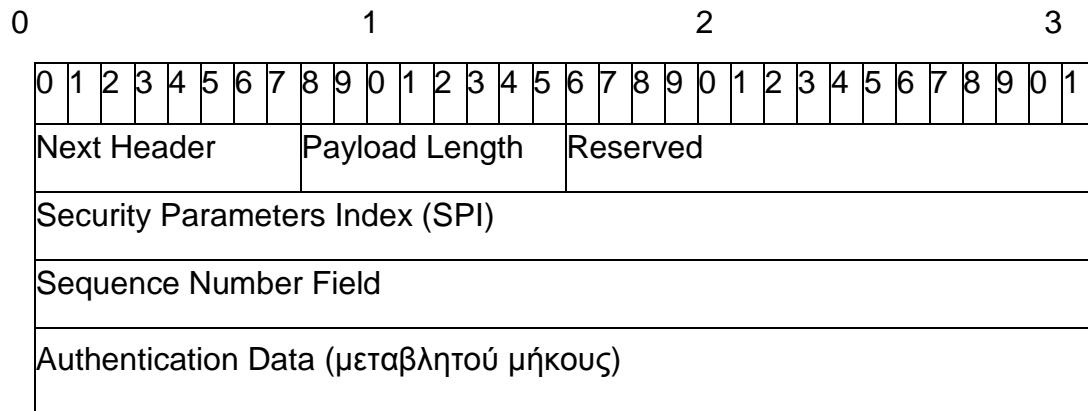 0 1 2 3
0 1 2 3 4 5 6 7 8 9 0 1 2 3 4 5 6 7 8 9 0 1 2 3 4 5 6 7 8 9 0 1
Next Header Payload Length Reserved
Security Parameters Index (SPI)
Sequence Number Field
Authentication Data (μεταβλητού μήκους)